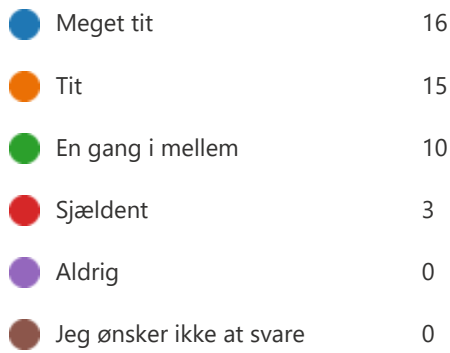 Meget tit 16
Tit 15
En gang i mellem 10
Sjældent 3
Aldrig 0
Jeg ønsker ikke at svare 0